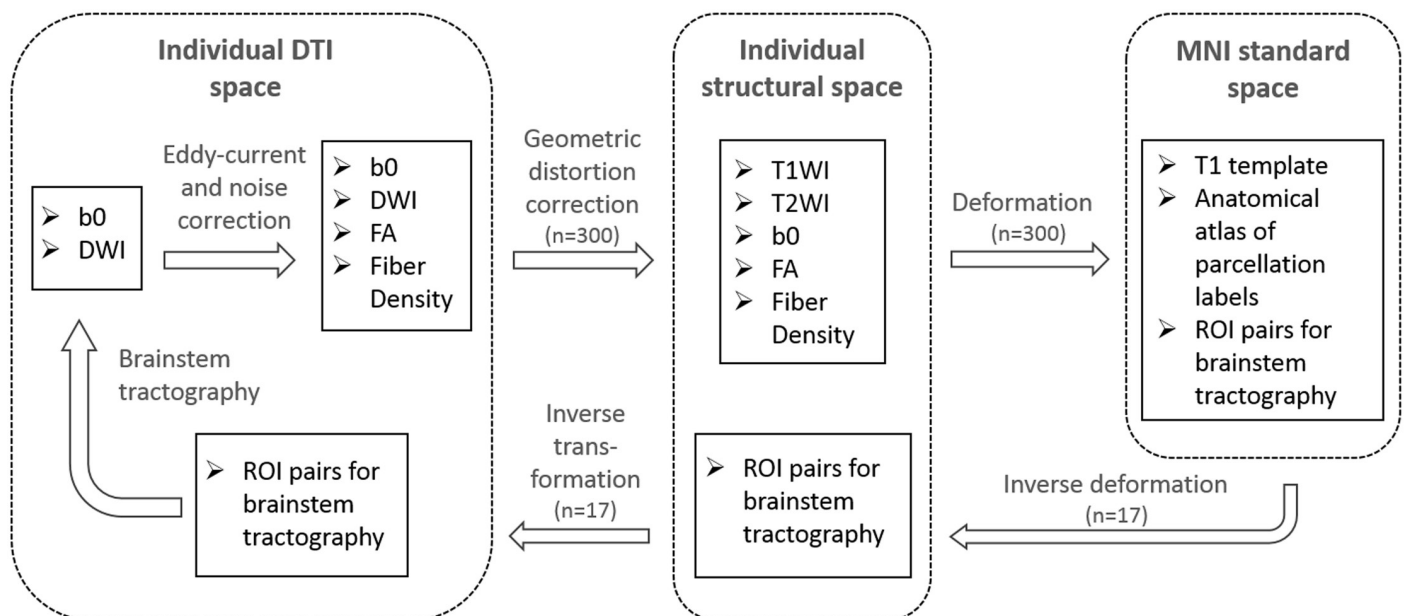 Individual DTI
space
b0
DWI
Eddy-current
and noise
correction
b0
DWI
FA
Fiber
Density
Brainstem
tractography
ROI pairs for
brainstem
tractography
Geometric
distortion
correction
(n=300)
Inverse
trans-
formation
(n=17)
Individual
structural space
T1WI
T2WI
b0
FA
Fiber
Density
ROI pairs for
brainstem
tractography
Deformation
(n=300)
MNI standard
space
T1 template
Anatomical
atlas of
parcellation
labels
ROI pairs for
brainstem
tractography
Inverse deformation
(n=17)